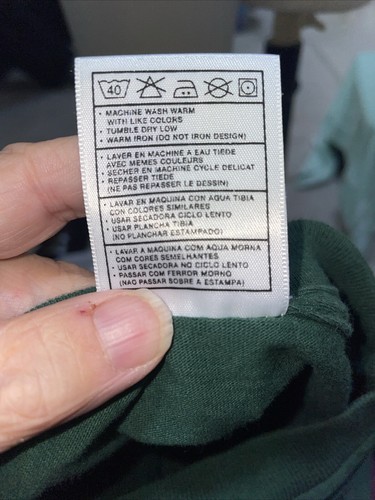 40
• MACHINE WASH WARM
WITH LIKE COLORS
• TUMBLE DRY LOW
• WARM IRON (DO NOT IRON DESIGN)
• LAVER EN MACHINE A EAU TIEDE
AVEC MEMES COULEURS
• SECHER EN MACHINE CYCLE DELICAT
• REPASSER TIEDE
(NE PAS REPASSER LE DESSIN)
• LAVAR EN MAQUINA CON AGUA TIBIA
CON COLORES SIMILARES
• USAR SECADORA CICLO LENTO
• USAR PLANCHA TIBIA
(NO PLANCHAR ESTAMPADO)
• LAVAR A MAQUINA COM AQUA MORNA
COM CORES SEMELHANTES
• USAR SECADORA NO CICLO LENTO
• PASSAR COM FERROR MORNO
(NAO PASSAR SOBRE A ESTAMPA)